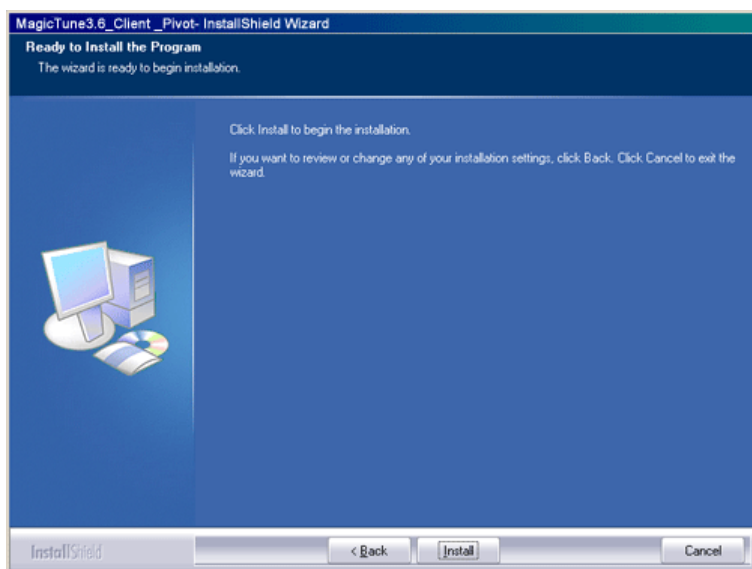 MagicTune3.6_Client _Pivot- InstallShield Wizard
Ready to Install the Program
The wizard is ready to begin installation.
Click Install to begin the installation.
If you want to review or change any of your installation settings, click Back. Click Cancel to exit the
wizard.
InstallShield
< Back
Install
Cancel